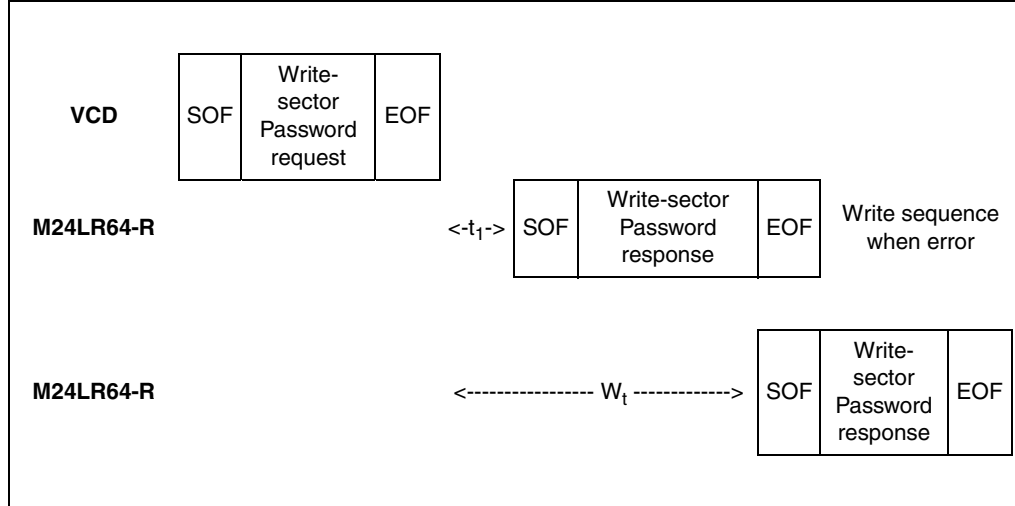 VCD
SOF
Write-
sector
Password
request
EOF
M24LR64-R
<-t₁->
SOF
Write-sector
Password
response
EOF
Write sequence
when error
M24LR64-R
<----------------- Wₜ ------------->
SOF
Write-
sector
Password
response
EOF